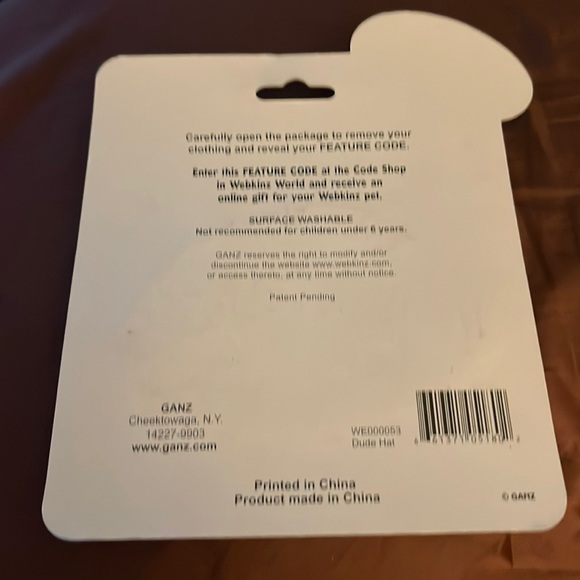 Carefully open the package to remove your
clothing and reveal your FEATURE CODE.
Enter this FEATURE CODE at the Code Shop
in Webkinz World and receive an
online gift for your Webkinz pet.
SURFACE WASHABLE
Not recommended for children under 6 years.
GANZ reserves the right to modify and/or
discontinue the website www.webkinz.com,
or access thereto, at any time without notice.
Patent Pending
GANZ
Cheektowaga, N.Y.
14227-9903
www.ganz.com
WE000053
Dude Hat
Printed in China
Product made in China
© GANZ